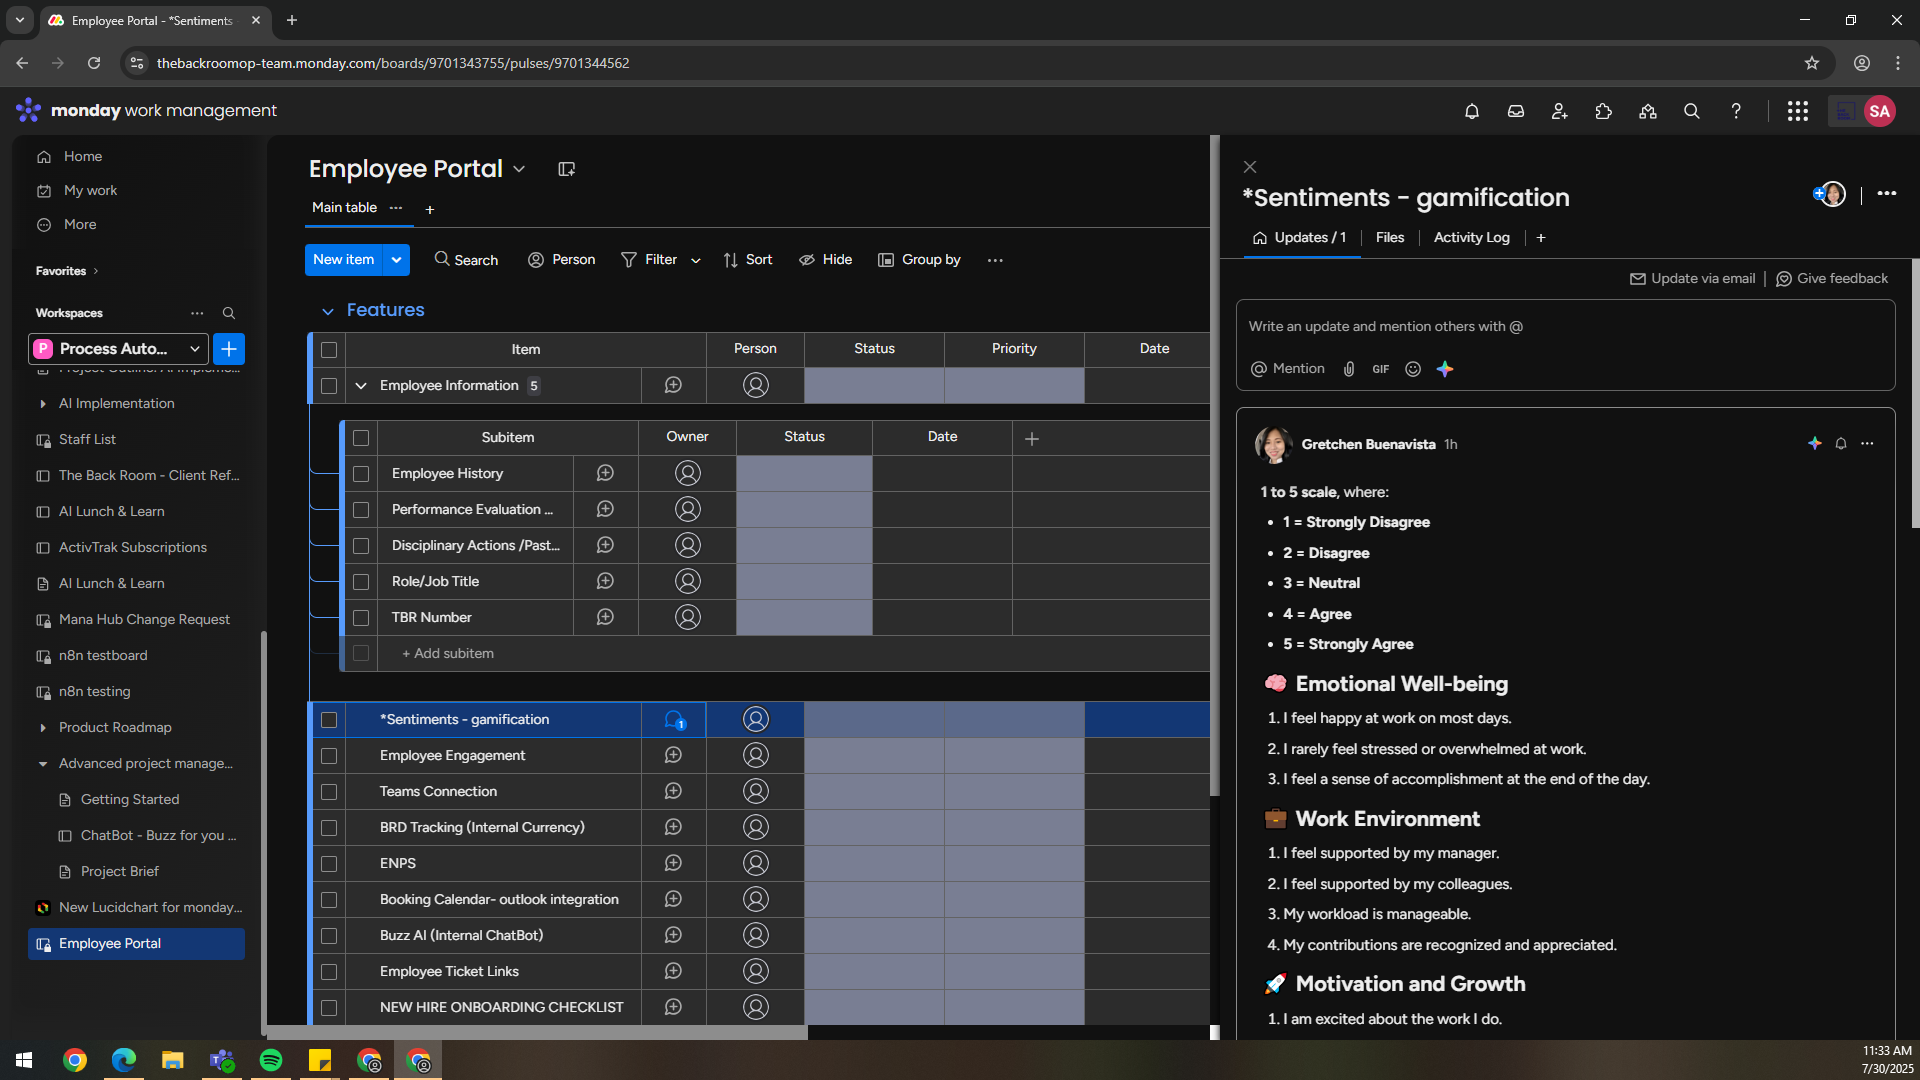 Employee Portal - *Sentiments
thebackroomop-team.monday.com/boards/9701343755/pulses/9701344562
monday work management
SA
Home
My work
More
Favorites
Workspaces
P Process Auto...
Project Outline: AI Impleme...
AI Implementation
Staff List
The Back Room - Client Ref...
AI Lunch & Learn
ActivTrak Subscriptions
AI Lunch & Learn
Mana Hub Change Request
n8n testboard
n8n testing
Product Roadmap
Advanced project manage...
Getting Started
ChatBot - Buzz for you ...
Project Brief
New Lucidchart for monday...
Employee Portal
Employee Portal
Main table
New item
Search
Person
Filter
Sort
Hide
Group by
Features
Item Person Status Priority Date
Employee Information 5
Subitem Owner Status Date
Employee History
Performance Evaluation ...
Disciplinary Actions /Past...
Role/Job Title
TBR Number
+ Add subitem
*Sentiments - gamification 1
Employee Engagement
Teams Connection
BRD Tracking (Internal Currency)
ENPS
Booking Calendar- outlook integration
Buzz AI (Internal ChatBot)
Employee Ticket Links
NEW HIRE ONBOARDING CHECKLIST
*Sentiments - gamification
Updates / 1 Files Activity Log
Update via email Give feedback
Write an update and mention others with @
Mention GIF
Gretchen Buenavista 1h
1 to 5 scale, where:
• 1 = Strongly Disagree
• 2 = Disagree
• 3 = Neutral
• 4 = Agree
• 5 = Strongly Agree
🧠 Emotional Well-being
1. I feel happy at work on most days.
2. I rarely feel stressed or overwhelmed at work.
3. I feel a sense of accomplishment at the end of the day.
💼 Work Environment
1. I feel supported by my manager.
2. I feel supported by my colleagues.
3. My workload is manageable.
4. My contributions are recognized and appreciated.
🚀 Motivation and Growth
1. I am excited about the work I do.
11:33 AM
7/30/2025